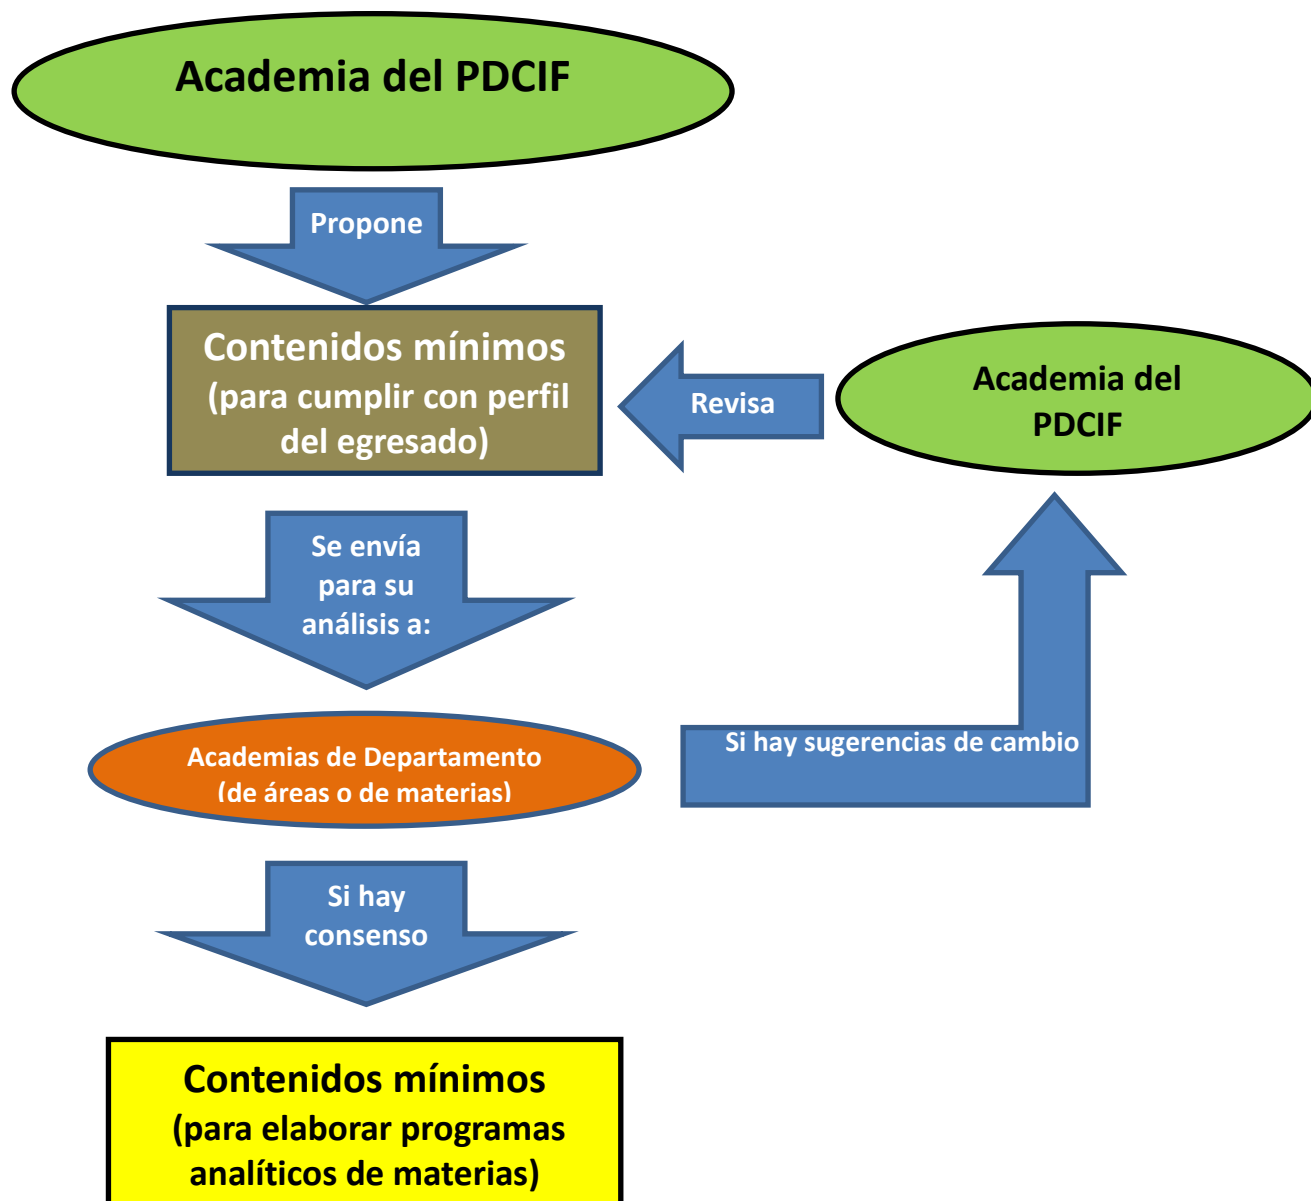 Academia del PDCIF
Propone
Contenidos mínimos
(para cumplir con perfil
del egresado)
Revisa
Academia del
PDCIF
Se envía
para su
análisis a:
Academias de Departamento
(de áreas o de materias)
Si hay sugerencias de cambio
Si hay
consenso
Contenidos mínimos
(para elaborar programas
analíticos de materias)